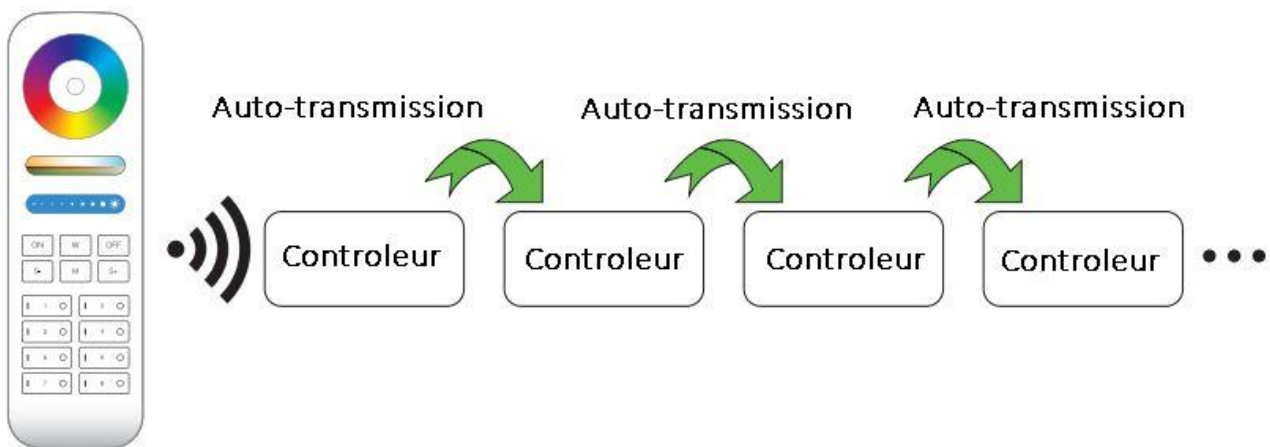 Auto-transmission Auto-transmission Auto-transmission
Controleur Controleur Controleur Controleur
ON W OFF
S- M S+